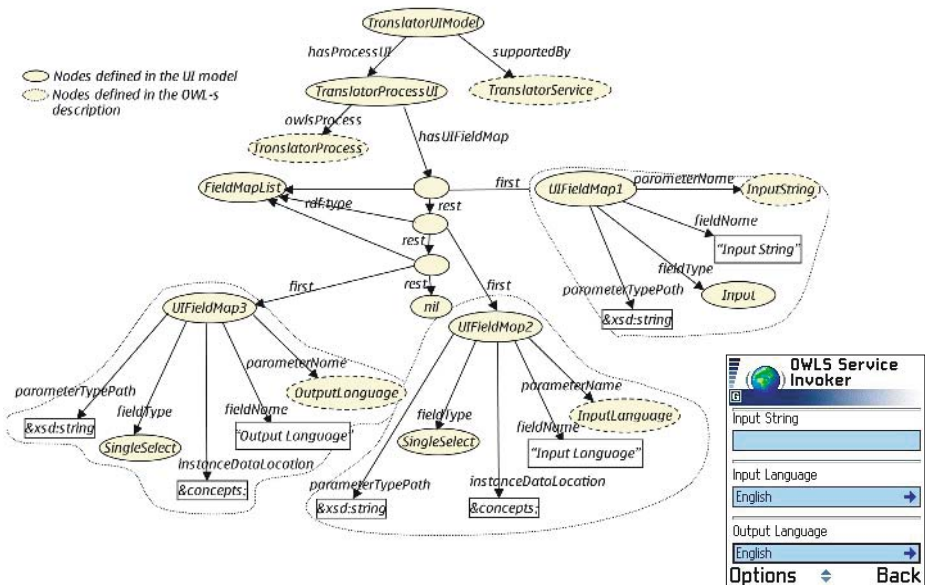 TranslatorUIModel
hasProcessUI
supportedBy
Nodes defined in the UI model
Nodes defined in the OWL-s
description
TranslatorProcessUI
TranslatorService
owlsProcess
hasUIFieldMap
TranslatorProcess
FieldMapList
first
UIFieldMap1
parameterName
InputString
rdf:type
rest
fieldName
"Input String"
rest
fieldType
Input
parameterTypePath
&xsd:string
first
rest
first
nil
UIFieldMap3
UIFieldMap2
parameterName
OutputLanguage
parameterTypePath
fieldType
fieldName
&xsd:string
SingleSelect
"Output Language"
instanceDataLocation
&concepts;
parameterName
InputLanguage
fieldType
fieldName
SingleSelect
"Input Language"
instanceDataLocation
parameterTypePath
&xsd:string
&concepts;
OWLS Service
Invoker
G
Input String
Input Language
English
Output Language
English
Options
Back